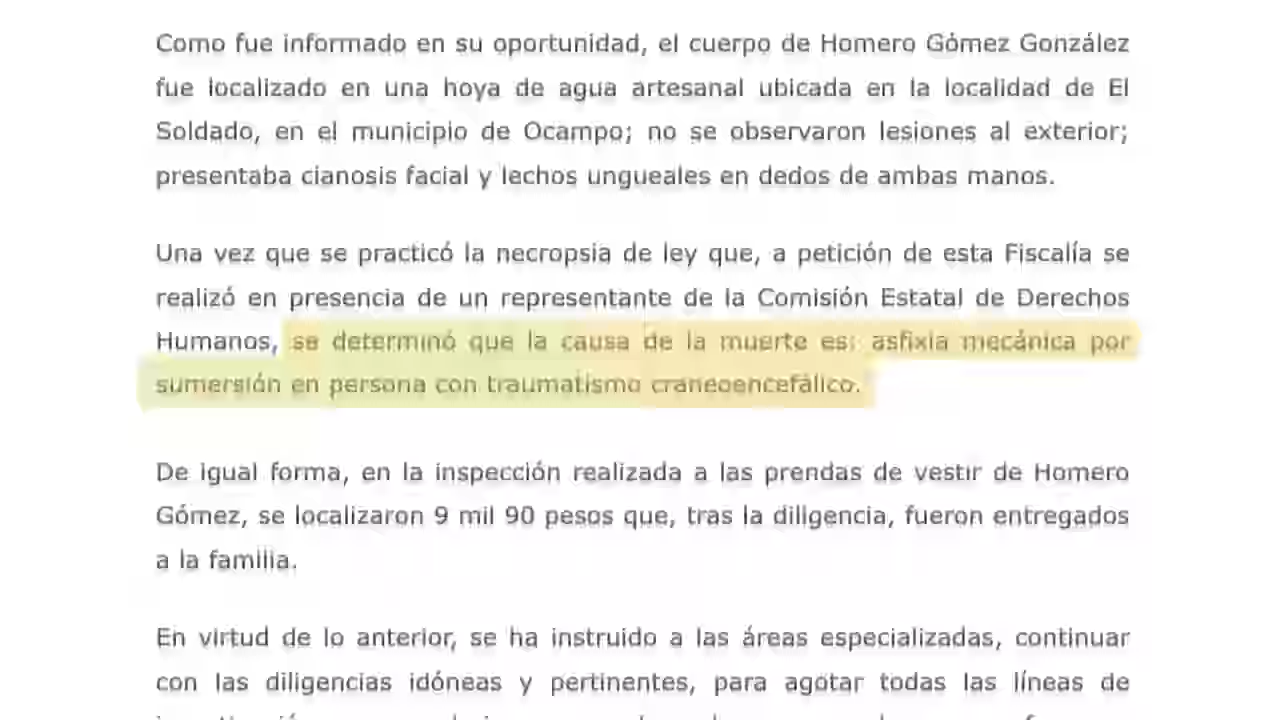 Como fue informado en su oportunidad, el cuerpo de Homero Gómez González
fue localizado en una hoya de agua artesanal ubicada en la localidad de El
Soldado, en el municipio de Ocampo; no se observaron lesiones al exterior;
presentaba cianosis facial y lechos ungueales en dedos de ambas manos.
Una vez que se practicó la necropsia de ley que, a petición de esta Fiscalía se
realizó en presencia de un representante de la Comisión Estatal de Derechos
Humanos, se determinó que la causa de la muerte es: asfixia mecánica por
sumersión en persona con traumatismo craneoencefálico.
De igual forma, en la inspección realizada a las prendas de vestir de Homero
Gómez, se localizaron 9 mil 90 pesos que, tras la diligencia, fueron entregados
a la familia.
En virtud de lo anterior, se ha instruido a las áreas especializadas, continuar
con las diligencias idóneas y pertinentes, para agotar todas las líneas de